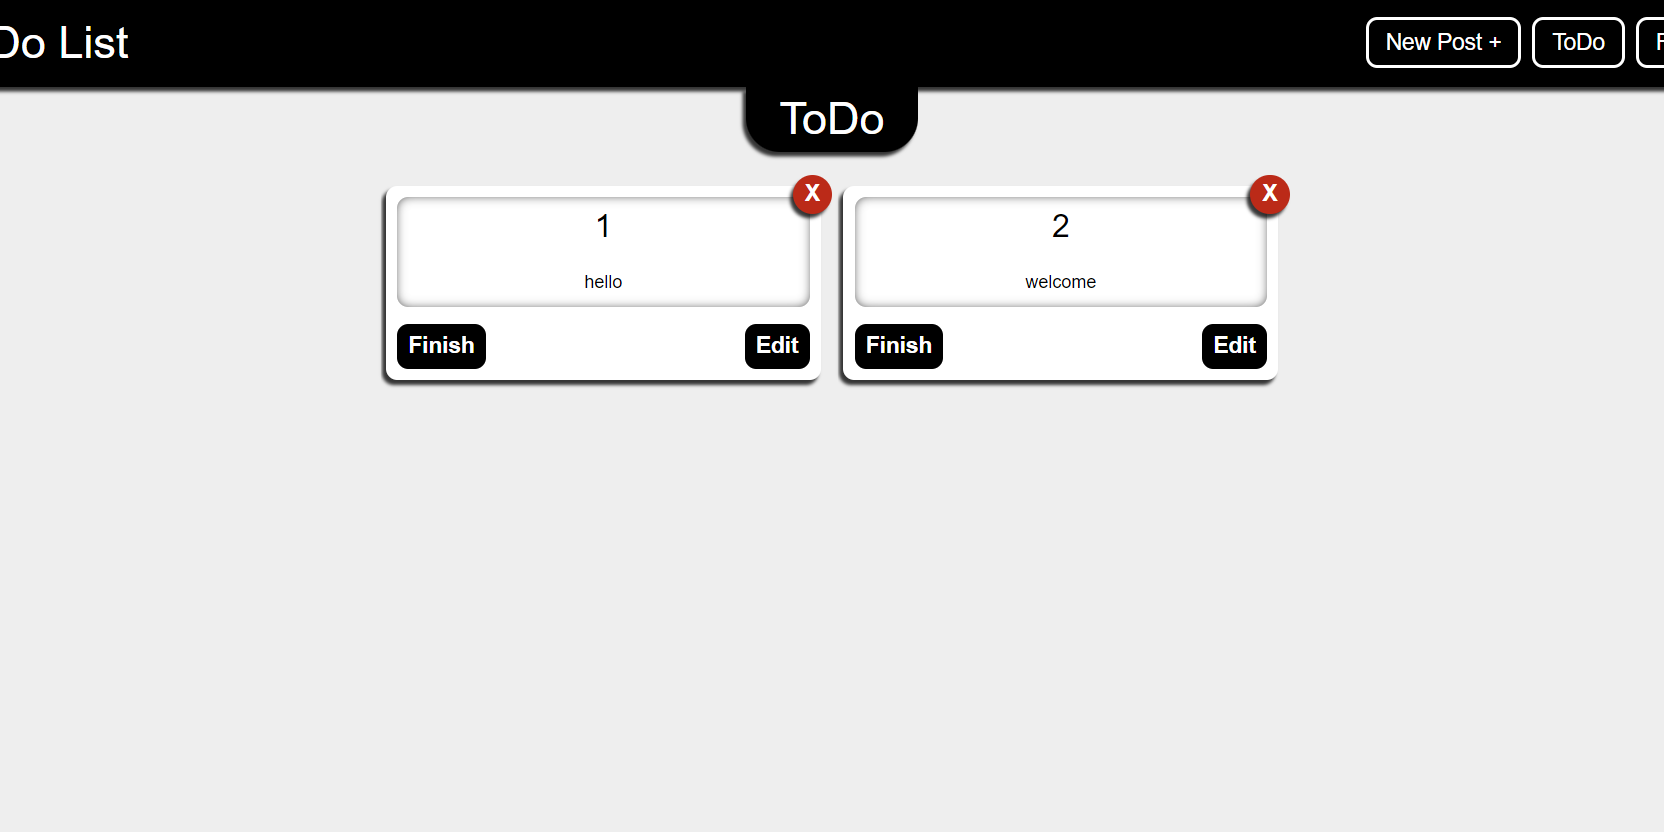 Do List
New Post +
ToDo
ToDo
X
X
1
2
hello
welcome
Finish
Edit
Finish
Edit